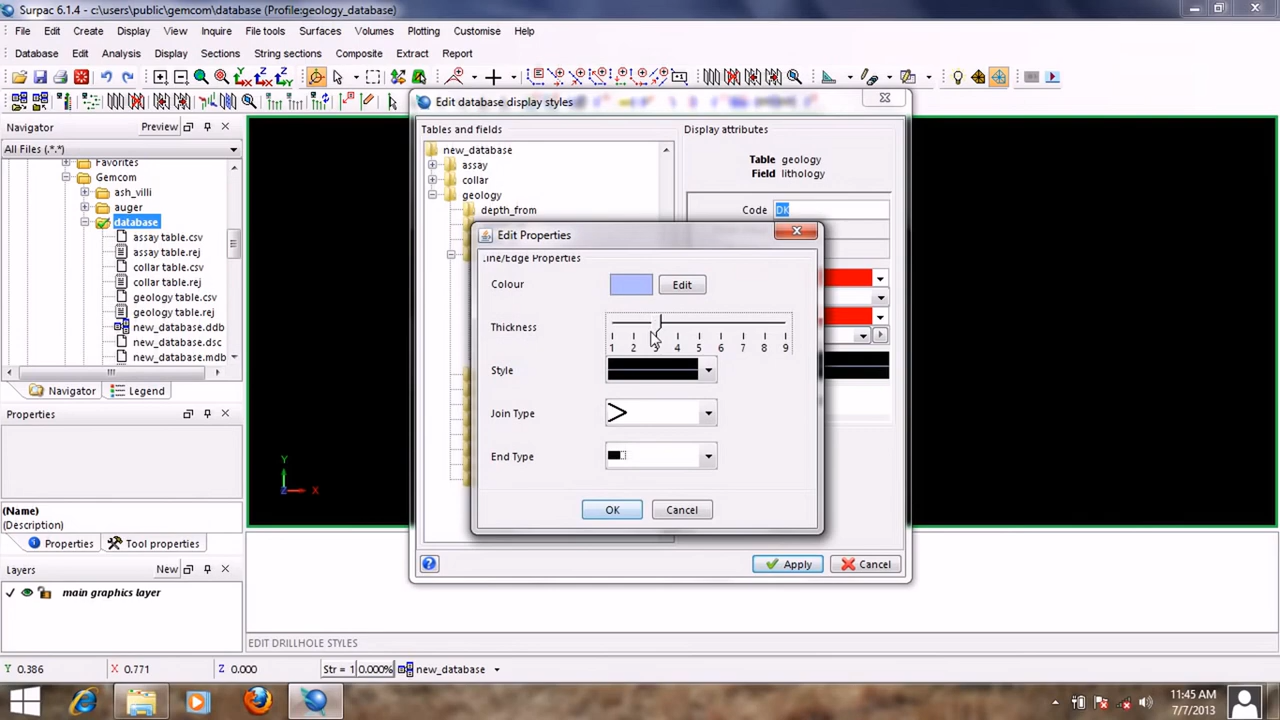 Surpac 6.1.4 - c:\users\public\gemcom\database (Profile:geology_database)
File Edit Create Display View Inquire File tools Surfaces Volumes Plotting Customise Help
Database Edit Analysis Display Sections String sections Composite Extract Report
Navigator Preview
All Files (*.*)
Favorites
Gemcom
ash_villi
auger
database
assay table.csv
assay table.rej
collar table.csv
collar table.rej
geology table.csv
geology table.rej
new_database.ddb
new_database.dsc
new_database.mdb
Navigator Legend
Properties
(Name)
(Description)
Properties Tool properties
Layers New
main graphics layer
Edit database display styles
Tables and fields
new_database
assay
collar
geology
depth_from
Display attributes
Table geology
Field lithology
Code DK
Edit Properties
Line/Edge Properties
Colour Edit
Thickness
1 2 3 4 5 6 7 8 9
Style
Join Type
End Type
OK Cancel
Apply Cancel
Y
Z X
EDIT DRILLHOLE STYLES
Y 0.386 X 0.771 Z 0.000 Str = 1 0.000% new_database
11:45 AM
7/7/2013